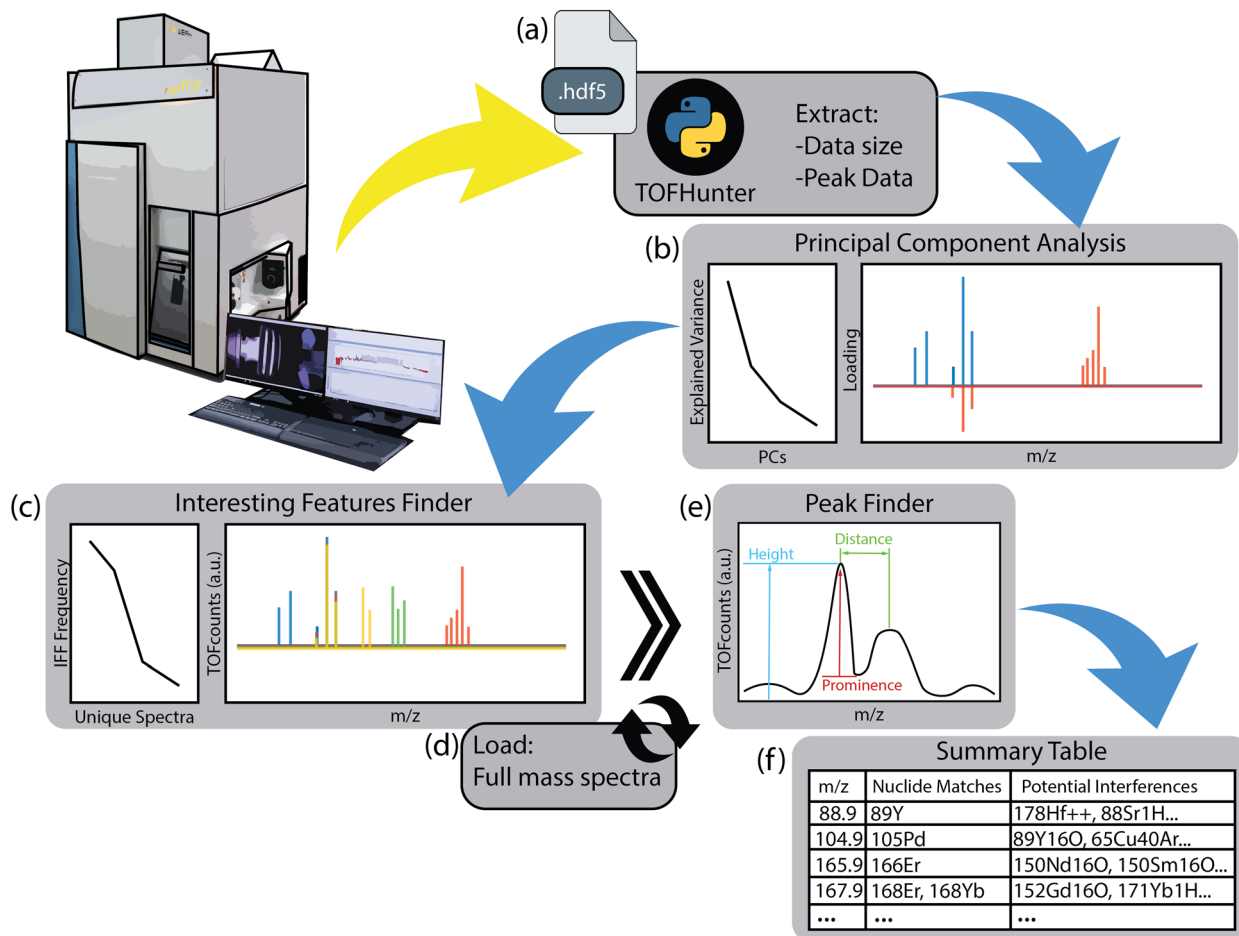 (a)
.hdf5
TOFHunter
Extract:
-Data size
-Peak Data
(b)
Principal Component Analysis
Explained Variance
PCs
Loading
m/z
(c)
Interesting Features Finder
IFF Frequency
Unique Spectra
TOFcounts (a.u.)
m/z
(d)
Load:
Full mass spectra
(e)
Peak Finder
TOFcounts (a.u.)
Height
Distance
Prominence
m/z
(f)
Summary Table
m/z Nuclide Matches Potential Interferences
88.9 89Y 178Hf++, 88Sr1H...
104.9 105Pd 89Y16O, 65Cu40Ar...
165.9 166Er 150Nd16O, 150Sm16O...
167.9 168Er, 168Yb 152Gd16O, 171Yb1H...
... ... ...